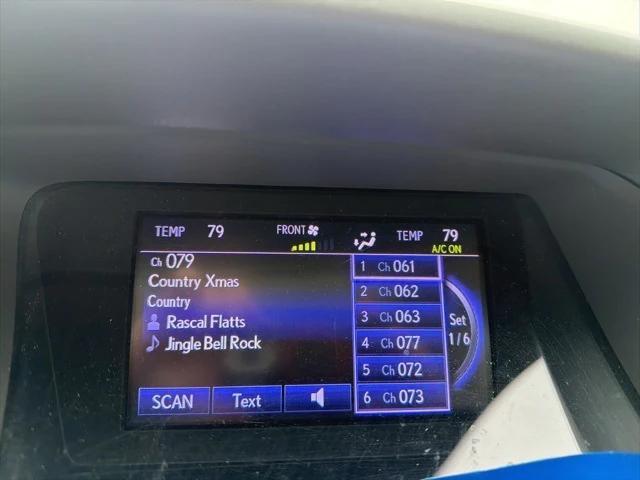 TEMP 79 FRONT TEMP 79
A/C ON
Ch 079
Country Xmas
Country
Rascal Flatts
Jingle Bell Rock
SCAN Text
1 Ch 061
2 Ch 062
3 Ch 063
4 Ch 077
5 Ch 072
6 Ch 073
Set
1/6